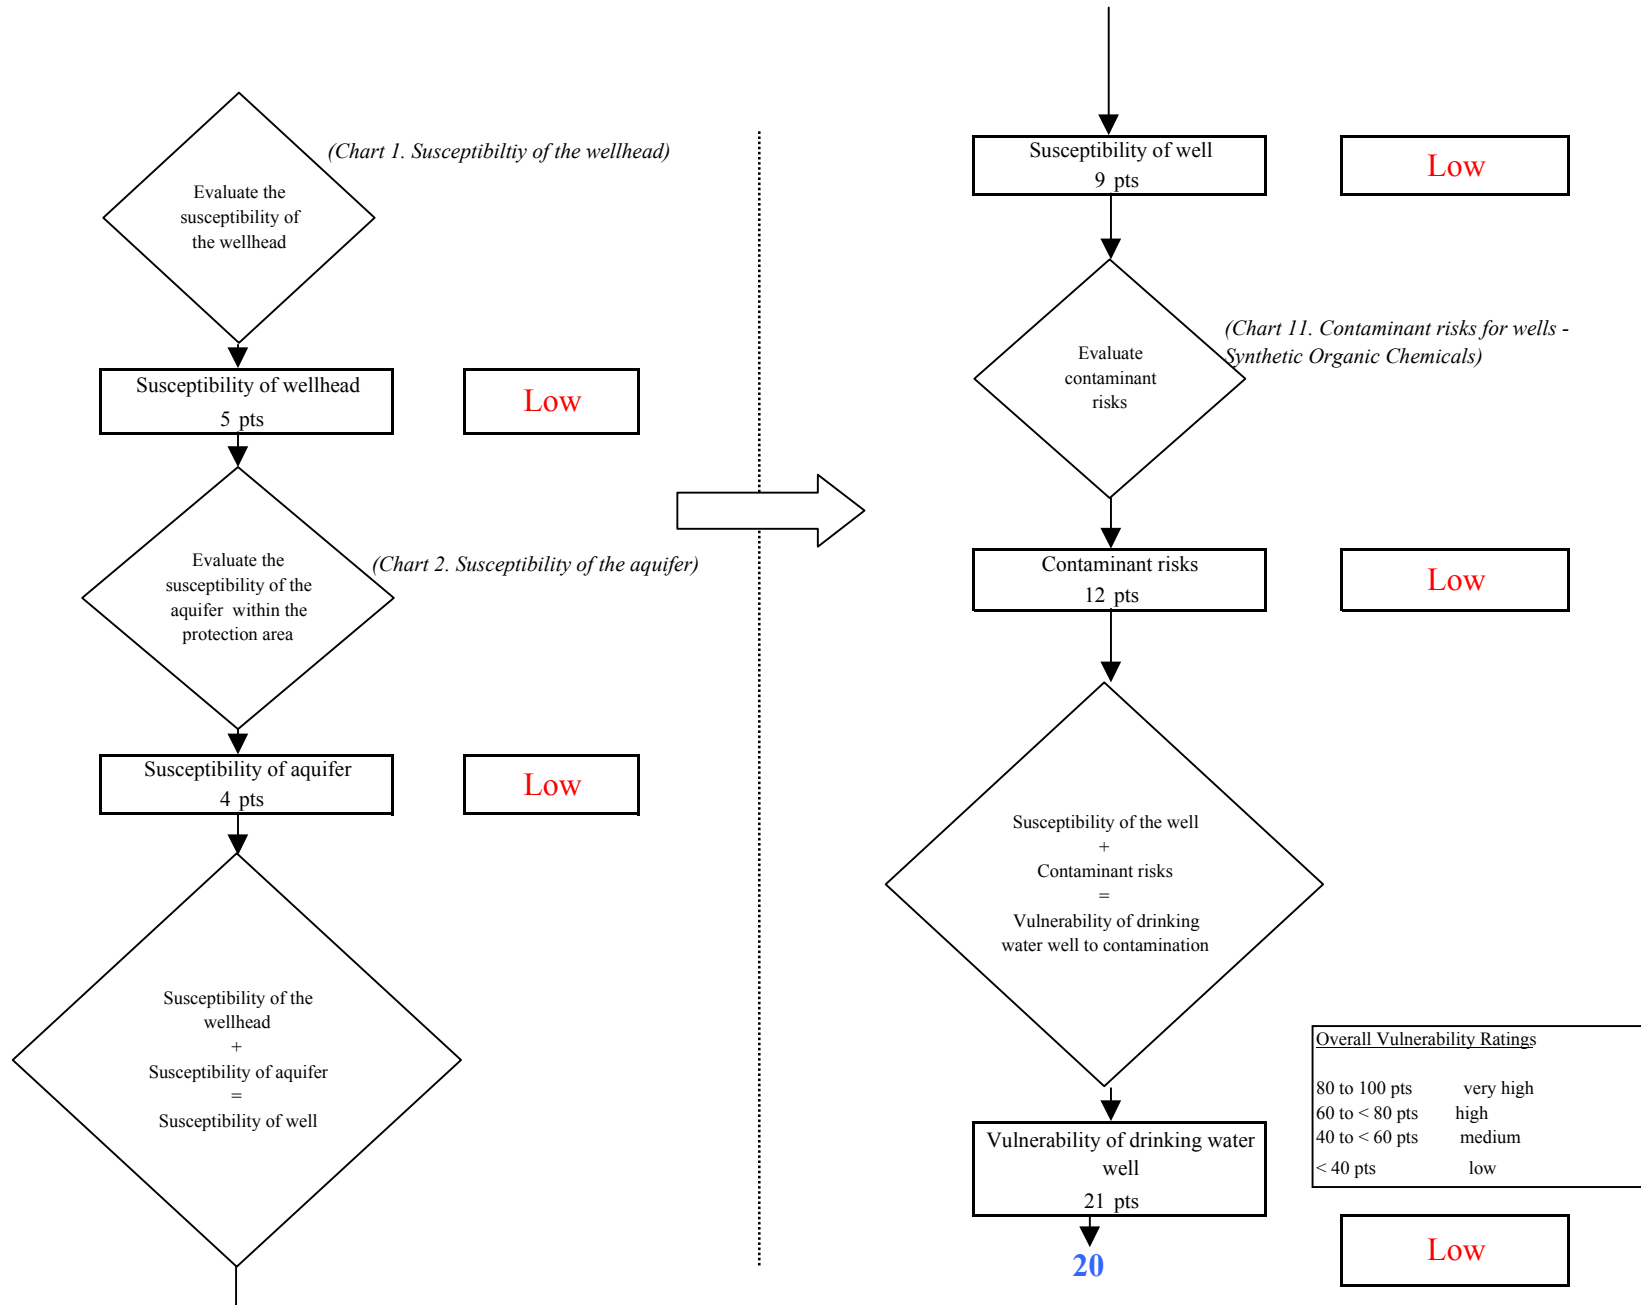 Evaluate the
susceptibility of
the wellhead
(Chart 1. Susceptibiltiy of the wellhead)
Susceptibility of wellhead
5 pts
Low
Evaluate the
susceptibility of the
aquifer within the
protection area
(Chart 2. Susceptibility of the aquifer)
Susceptibility of aquifer
4 pts
Low
Susceptibility of the
wellhead
+
Susceptibility of aquifer
=
Susceptibility of well
Susceptibility of well
9 pts
Low
Evaluate
contaminant
risks
(Chart 11. Contaminant risks for wells -
Synthetic Organic Chemicals)
Contaminant risks
12 pts
Low
Susceptibility of the well
+
Contaminant risks
=
Vulnerability of drinking
water well to contamination
Overall Vulnerability Ratings
80 to 100 pts very high
60 to < 80 pts high
40 to < 60 pts medium
< 40 pts low
Vulnerability of drinking water
well
21 pts
20
Low